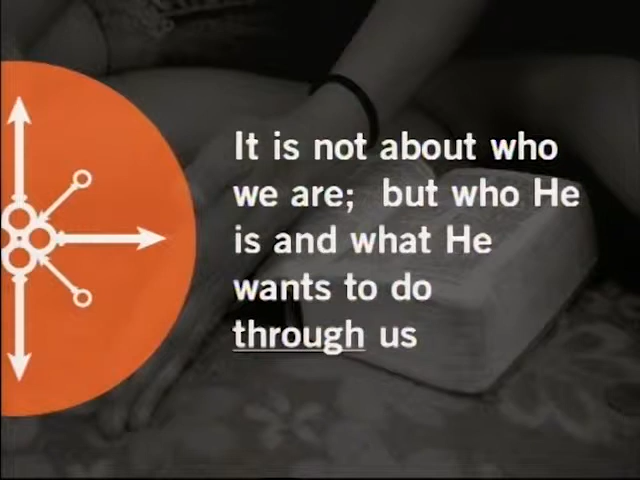 It is not about who
we are;  but who He
is and what He
wants to do
through us